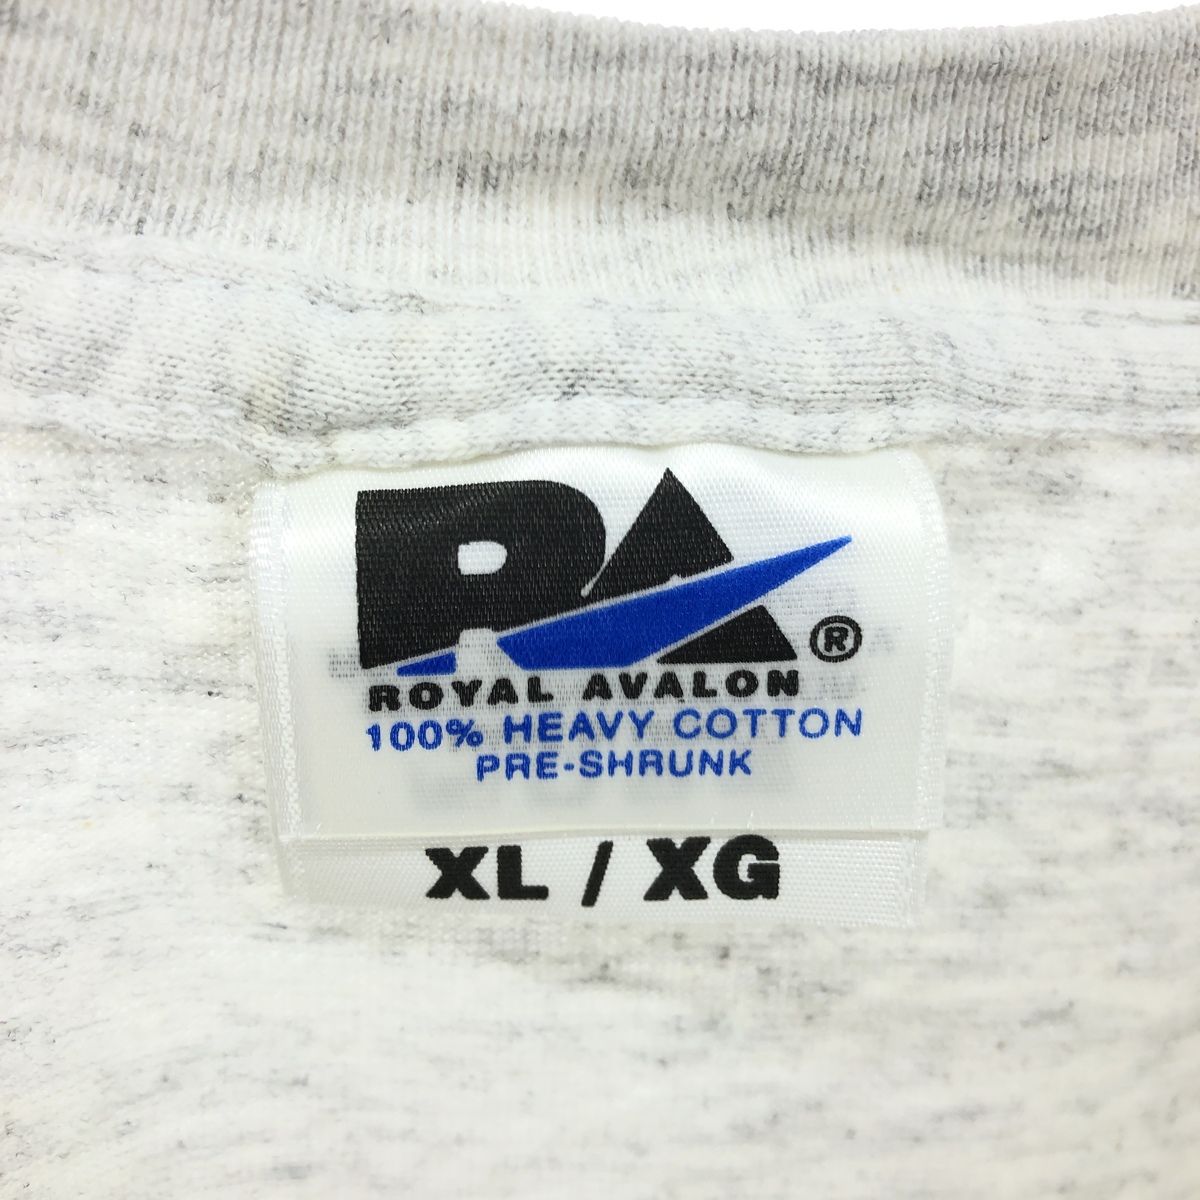 RA®
ROYAL AVALON
100% HEAVY COTTON
PRE-SHRUNK
XL / XG